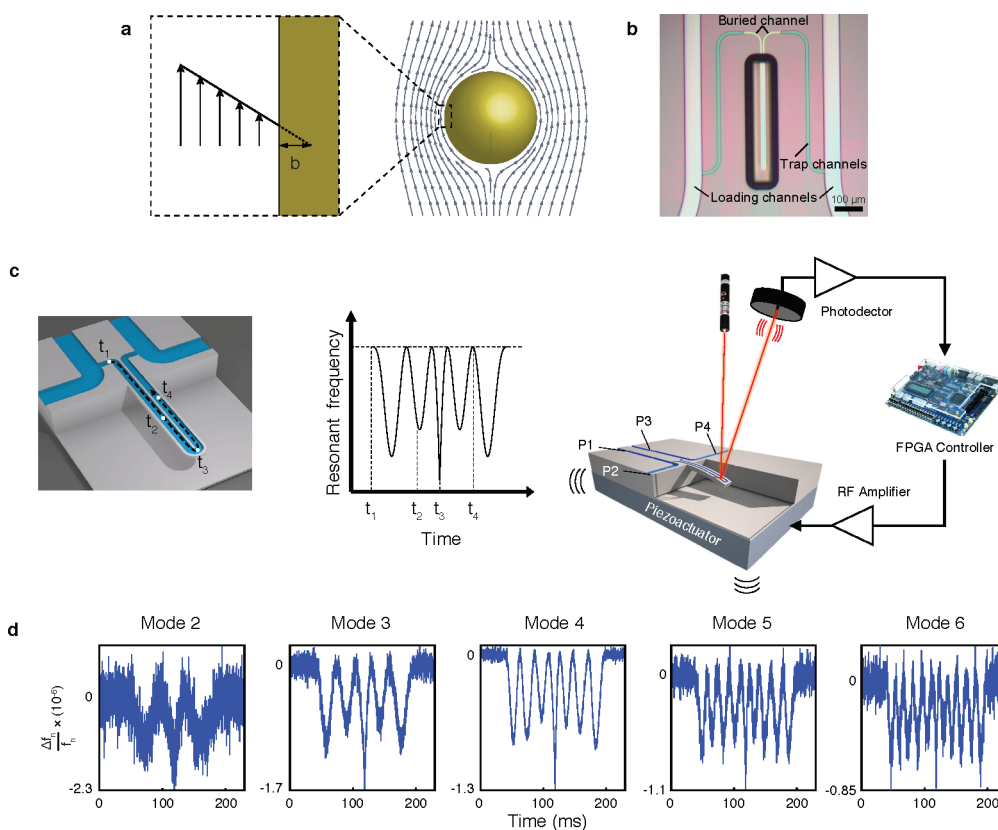 a
b
b
Buried channel
Trap channels
Loading channels
100 μm
c
t1
t4
t2
t3
Resonant frequency
t1
t2
t3
t4
Time
Photodector
FPGA Controller
RF Amplifier
P3
P4
P1
P2
Piezoactuator
d
Mode 2
Mode 3
Mode 4
Mode 5
Mode 6
Δfn
fn
× (10-6)
0
-2.3
0
-1.7
0
-1.3
0
-1.1
0
-0.85
0 100 200
0 100 200
0 100 200
0 100 200
0 100 200
Time (ms)